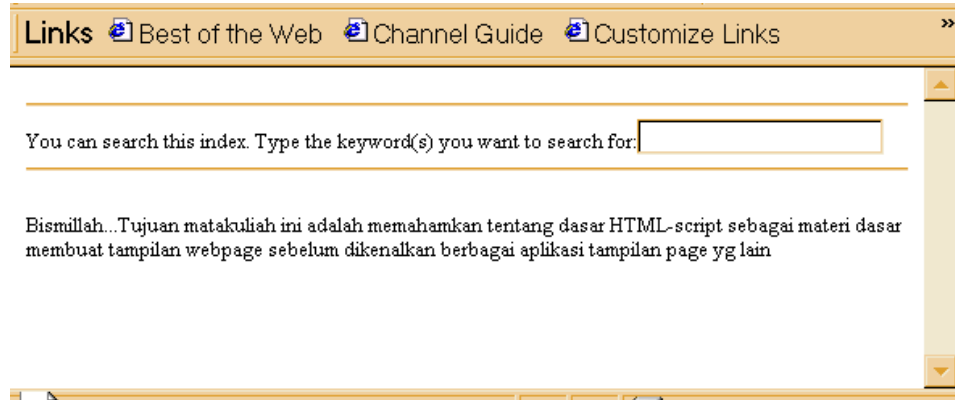 Links Best of the Web Channel Guide Customize Links »
You can search this index. Type the keyword(s) you want to search for:
Bismillah...Tujuan matakuliah ini adalah memahamkan tentang dasar HTML-script sebagai materi dasar
membuat tampilan webpage sebelum dikenalkan berbagai aplikasi tampilan page yg lain